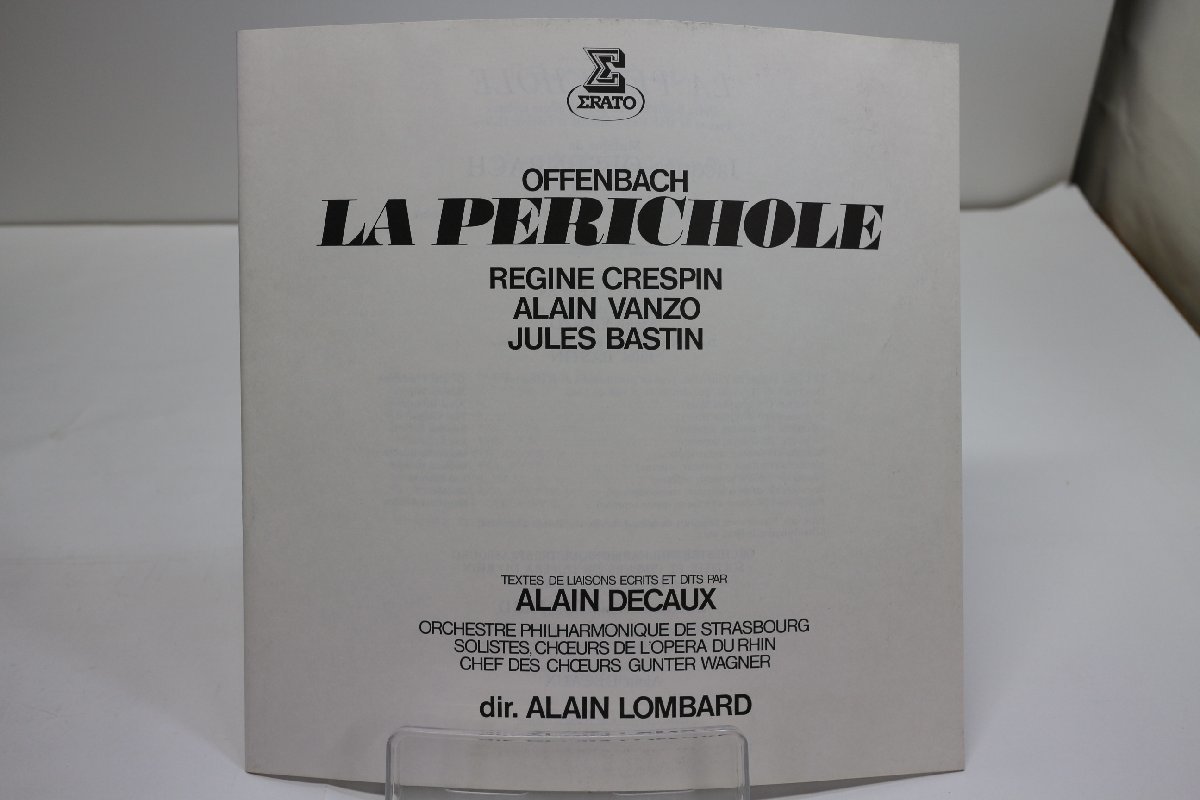 ΣRATO
OFFENBACH
LA PERICHOLE
REGINE CRESPIN
ALAIN VANZO
JULES BASTIN
TEXTES DE LIAISONS ECRITS ET DITS PAR
ALAIN DECAUX
ORCHESTRE PHILHARMONIQUE DE STRASBOURG
SOLISTES, CHŒURS DE L'OPERA DU RHIN
CHEF DES CHŒURS GUNTER WAGNER
dir. ALAIN LOMBARD